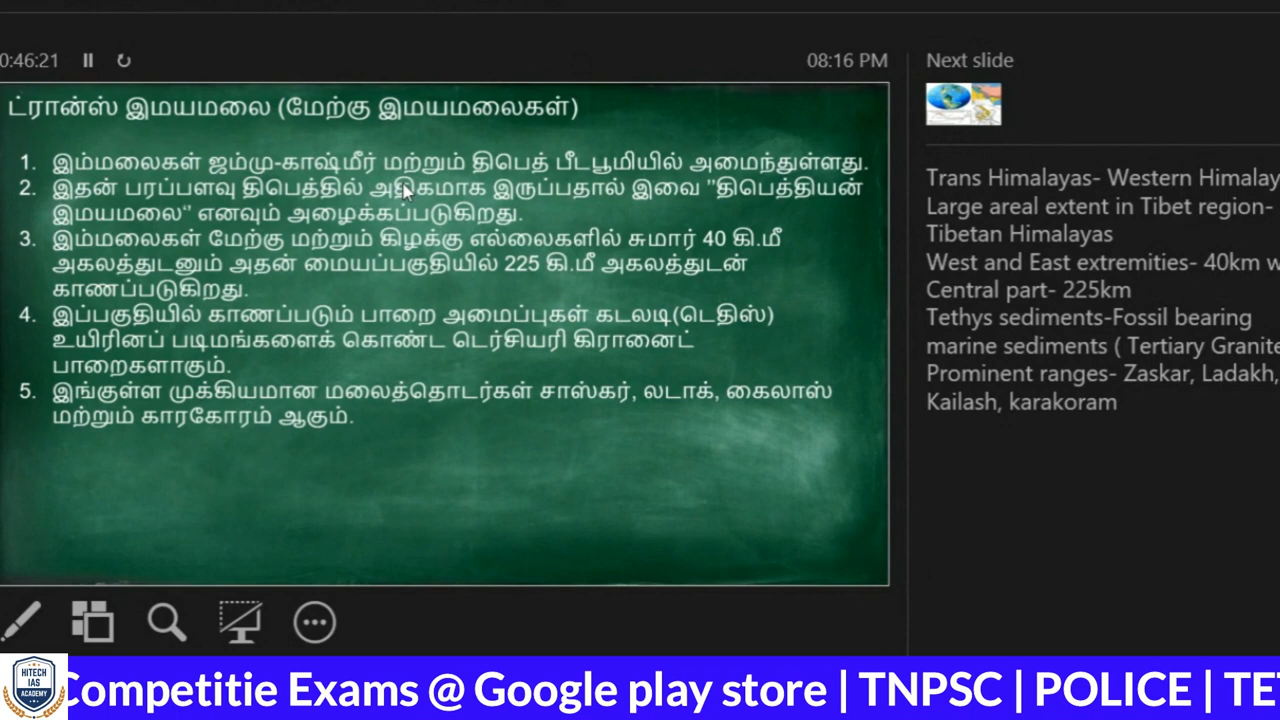 0:46:21
08:16 PM
ட்ரான்ஸ் இமயமலை (மேற்கு இமயமலைகள்)
1. இம்மலைகள் ஜம்மு-காஷ்மீர் மற்றும் திபெத் பீடபூமியில் அமைந்துள்ளது.
2. இதன் பரப்பளவு திபெத்தில் அதிகமாக இருப்பதால் இவை "திபெத்தியன்
இமயமலை" எனவும் அழைக்கப்படுகிறது.
3. இம்மலைகள் மேற்கு மற்றும் கிழக்கு எல்லைகளில் சுமார் 40 கி.மீ
அகலத்துடனும் அதன் மையப்பகுதியில் 225 கி.மீ அகலத்துடன்
காணப்படுகிறது.
4. இப்பகுதியில் காணப்படும் பாறை அமைப்புகள் கடலடி(டெதிஸ்)
உயிரினப் படிமங்களைக் கொண்ட டெர்சியரி கிரானைட்
பாறைகளாகும்.
5. இங்குள்ள முக்கியமான மலைத்தொடர்கள் சாஸ்கர், லடாக், கைலாஸ்
மற்றும் காரகோரம் ஆகும்.
Next slide
Trans Himalayas- Western Himalay
Large areal extent in Tibet region-
Tibetan Himalayas
West and East extremities- 40km w
Central part- 225km
Tethys sediments-Fossil bearing
marine sediments ( Tertiary Granite
Prominent ranges- Zaskar, Ladakh,
Kailash, karakoram
HITECH
IAS
ACADEMY
Competitie Exams @ Google play store | TNPSC | POLICE | TET